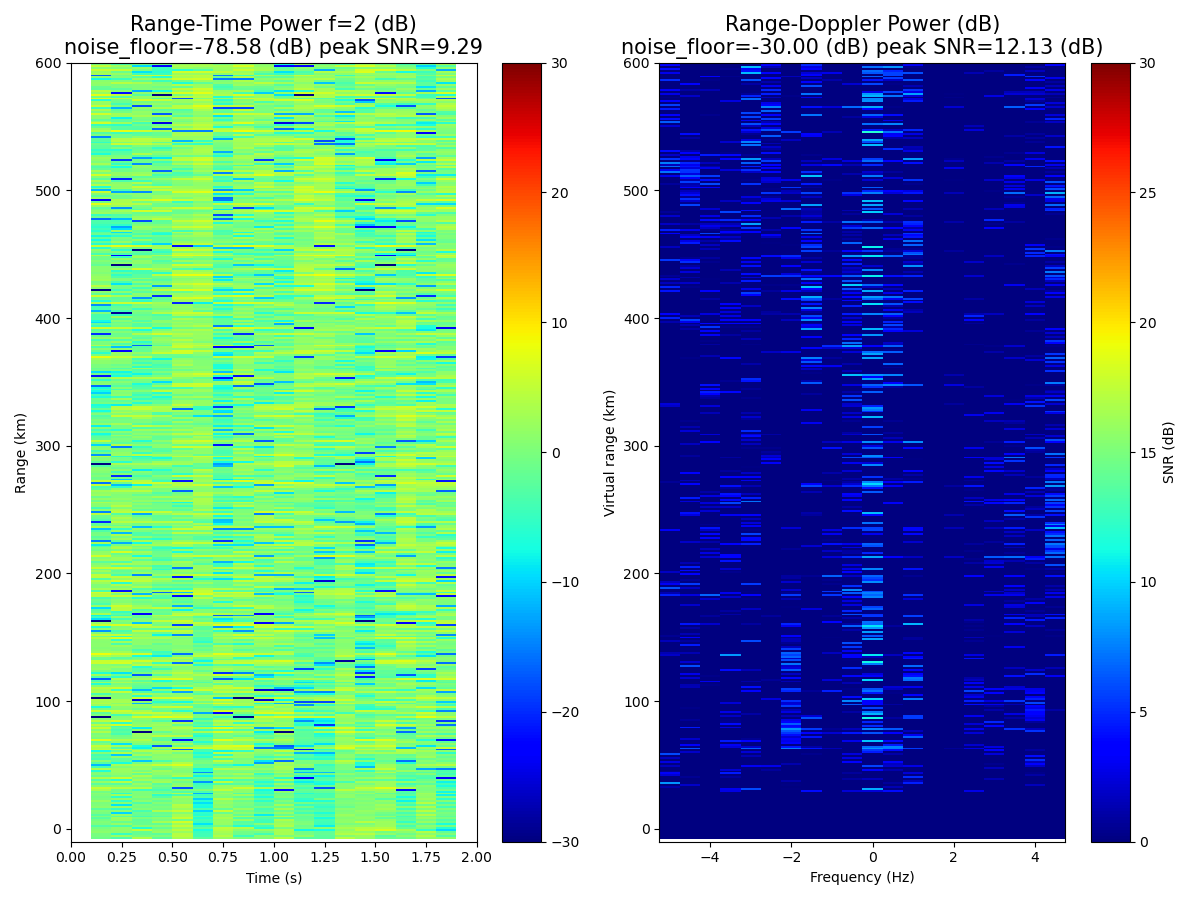 Range-Time Power f=2 (dB)
noise_floor=-78.58 (dB) peak SNR=9.29
Range-Doppler Power (dB)
noise_floor=-30.00 (dB) peak SNR=12.13 (dB)
600
500
400
300
200
100
0
Range (km)
0.00 0.25 0.50 0.75 1.00 1.25 1.50 1.75 2.00
Time (s)
30
20
10
0
−10
−20
−30
600
500
400
300
200
100
0
Virtual range (km)
−4 −2 0 2 4
Frequency (Hz)
30
25
20
15
10
5
0
SNR (dB)